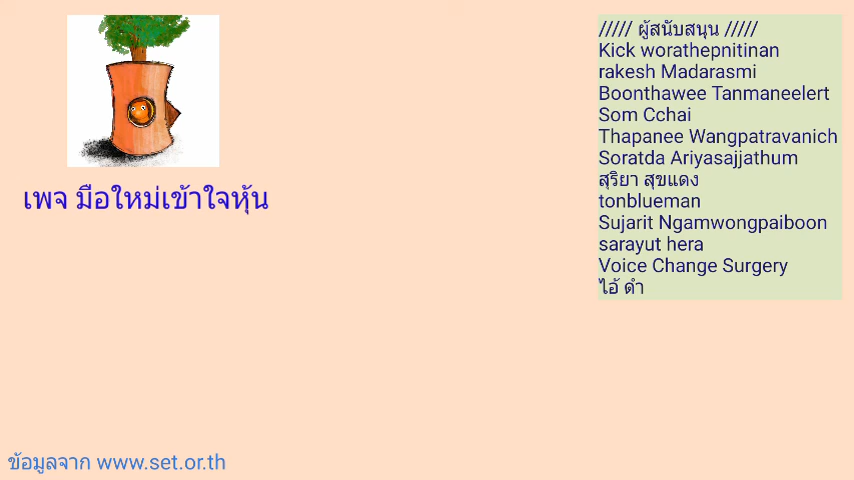 ///// ผู้สนับสนุน /////
Kick worathepnitinan
rakesh Madarasmi
Boonthawee Tanmaneelert
Som Cchai
Thapanee Wangpatravanich
Soratda Ariyasajjathum
สุริยา สุขแดง
tonblueman
Sujarit Ngamwongpaiboon
sarayut hera
Voice Change Surgery
ไอ้ ดำ
เพจ มือใหม่เข้าใจหุ้น
ข้อมูลจาก www.set.or.th